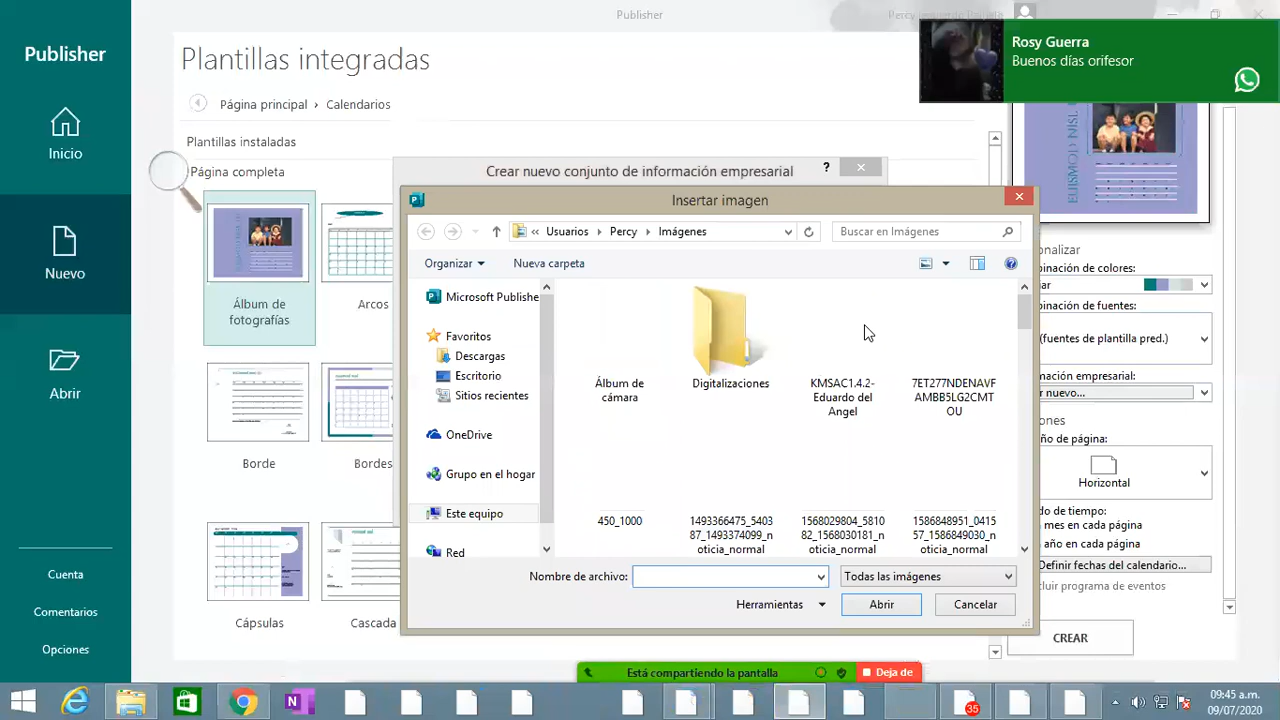 Publisher
Publisher
Inicio
Nuevo
Abrir
Cuenta
Comentarios
Opciones
Plantillas integradas
Página principal › Calendarios
Plantillas instaladas
Página completa
Álbum de
fotografías
Arcos
Borde
Bordes
Cápsulas
Cascada
Rosy Guerra
Buenos días orifesor
Crear nuevo conjunto de información empresarial
?
Insertar imagen
« Usuarios › Percy › Imágenes
Buscar en Imágenes
Organizar
Nueva carpeta
Microsoft Publishe
Favoritos
Descargas
Escritorio
Sitios recientes
OneDrive
Grupo en el hogar
Este equipo
Red
Álbum de
cámara
Digitalizaciones
KMSAC1.4.2-
Eduardo del
Angel
7ET277NDENAVF
AMBB5LG2CMT
OU
450_1000
1493366475_5403
87_1493374099_n
oticia_normal
1568029804_5810
82_1568030181_n
oticia_normal
1586848951_0415
57_1586849030_n
oticia_normal
Nombre de archivo:
Todas las imágenes
Herramientas
Abrir
Cancelar
onalizar
binación de colores:
ar
binación de fuentes:
(fuentes de plantilla pred.)
nación empresarial:
r nuevo...
ciones
ño de página:
Horizontal
do de tiempo:
mes en cada página
año en cada página
Definir fechas del calendario...
luir programa de eventos
CREAR
Está compartiendo la pantalla
Deja de
35
09:45 a.m.
09/07/2020